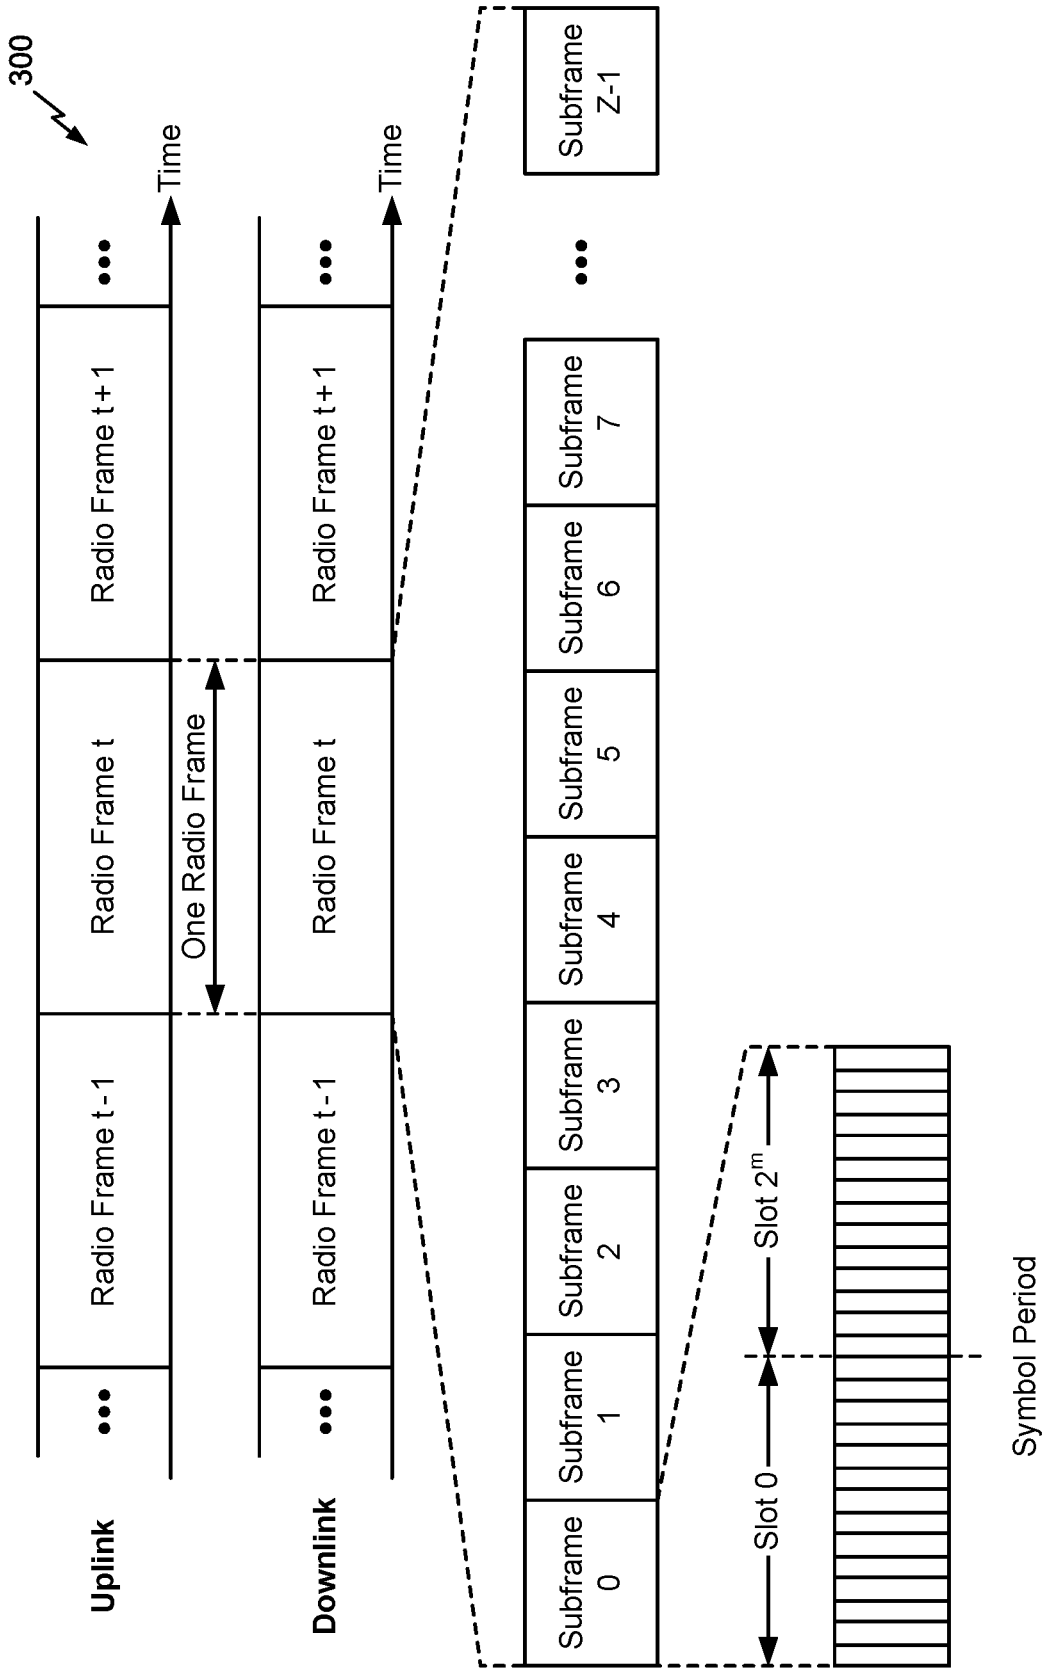 300
Uplink
Radio Frame t-1
Radio Frame t
Radio Frame t+1
Time
One Radio Frame
Downlink
Radio Frame t-1
Radio Frame t
Radio Frame t+1
Time
Subframe
0
Subframe
1
Subframe
2
Subframe
3
Subframe
4
Subframe
5
Subframe
6
Subframe
7
Subframe
Z-1
Slot 0
Slot 2ᵐ
Symbol Period